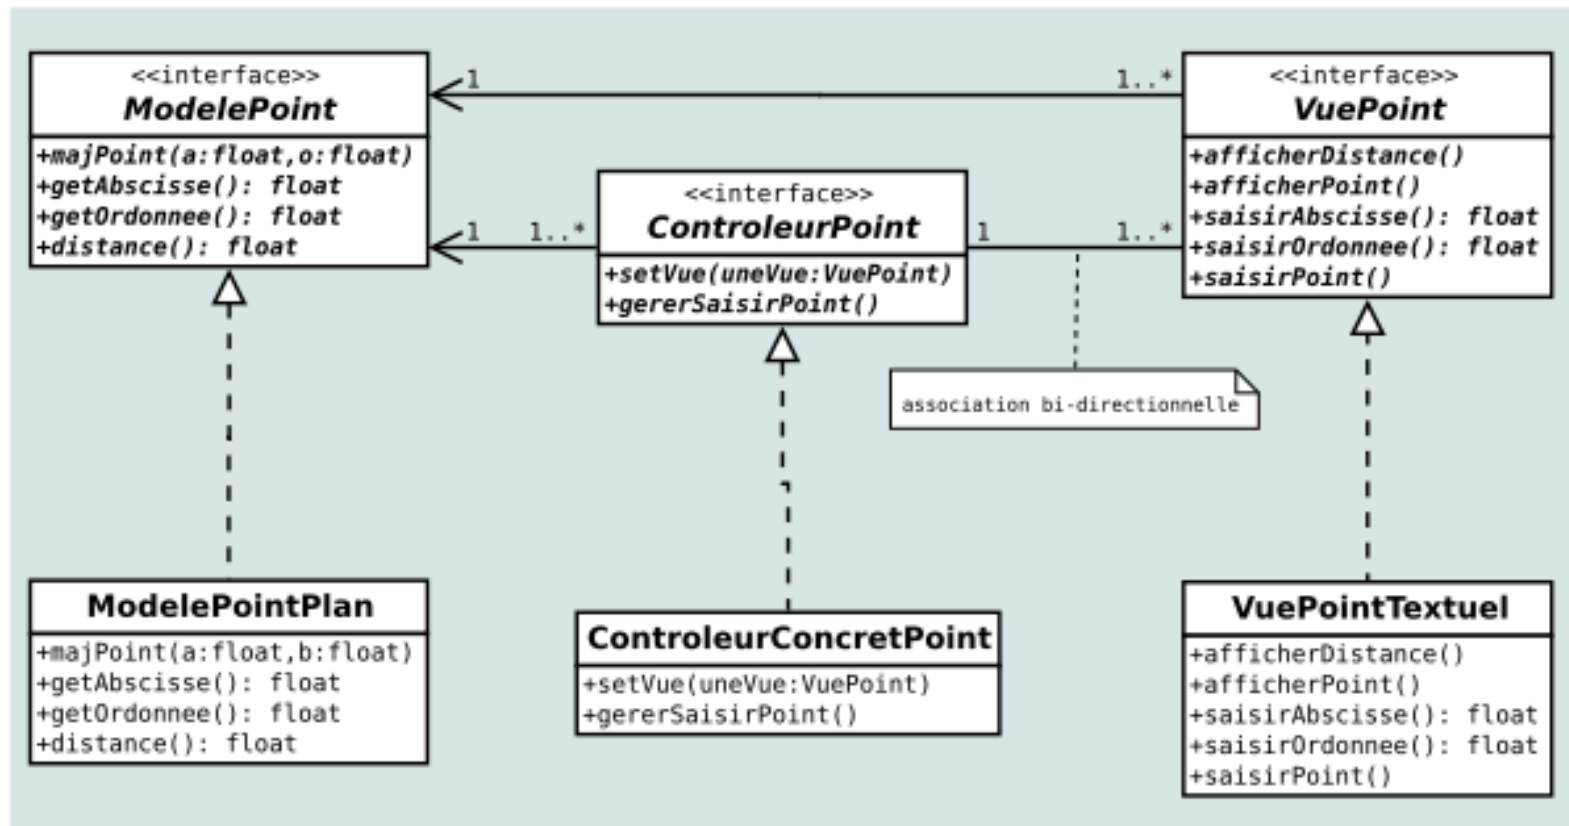 <<interface>>
ModelePoint
+majPoint(a:float,o:float)
+getAbscisse(): float
+getOrdonnee(): float
+distance(): float
1
1..*
<<interface>>
VuePoint
+afficherDistance()
+afficherPoint()
+saisirAbscisse(): float
+saisirOrdonnee(): float
+saisirPoint()
1
1..*
<<interface>>
ControleurPoint
+setVue(uneVue:VuePoint)
+gererSaisirPoint()
1
1..*
association bi-directionnelle
ModelePointPlan
+majPoint(a:float,b:float)
+getAbscisse(): float
+getOrdonnee(): float
+distance(): float
ControleurConcretPoint
+setVue(uneVue:VuePoint)
+gererSaisirPoint()
VuePointTextuel
+afficherDistance()
+afficherPoint()
+saisirAbscisse(): float
+saisirOrdonnee(): float
+saisirPoint()